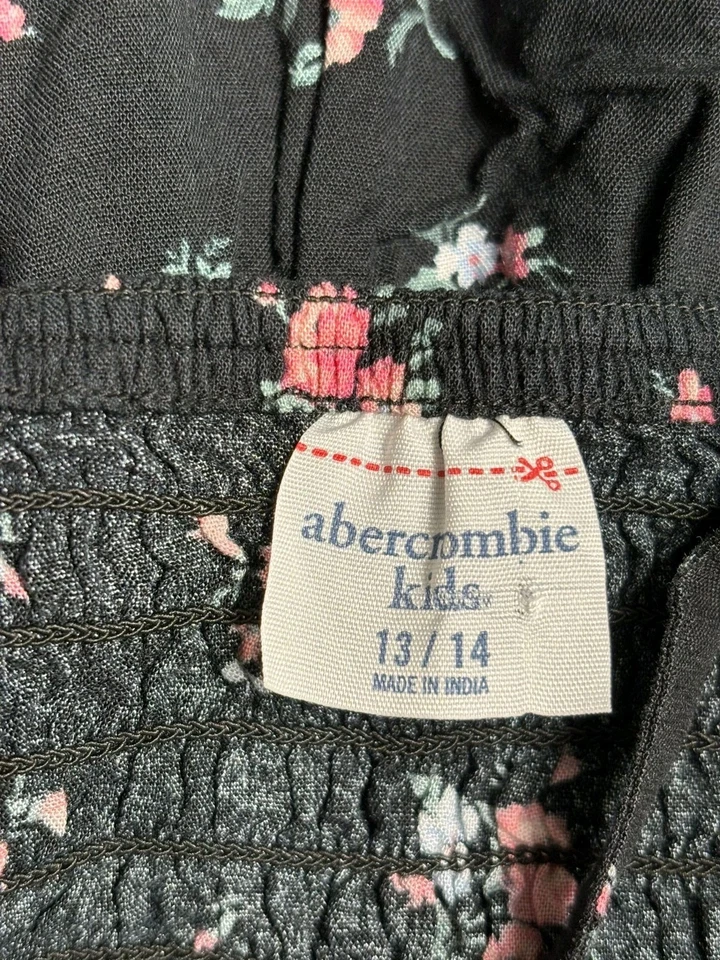 abercrombie
kids
13 / 14
MADE IN INDIA